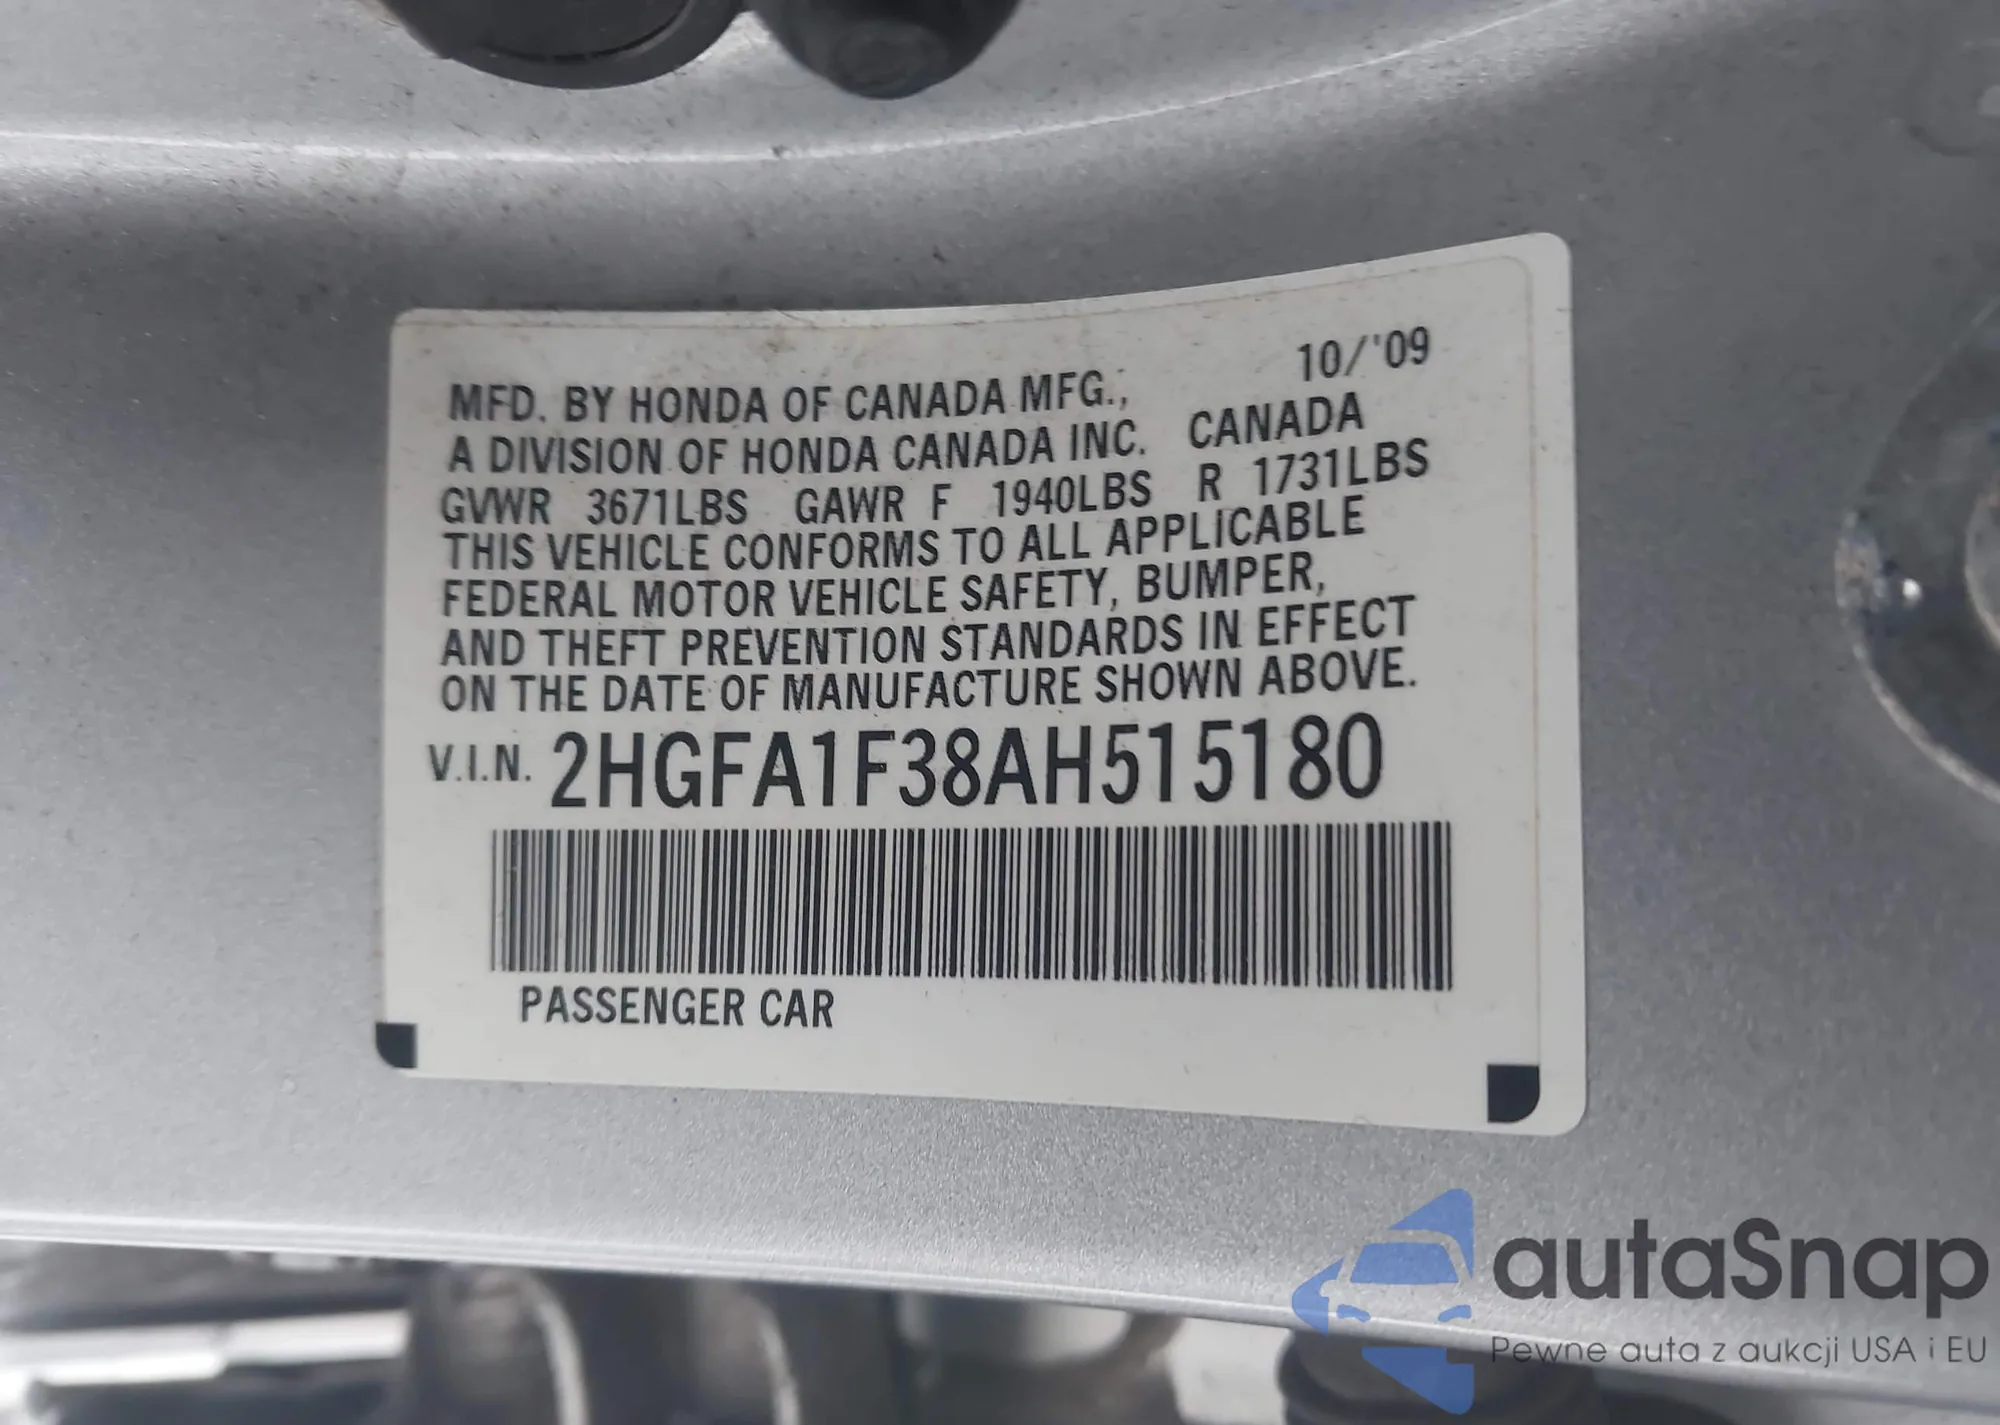 10/'09
MFD. BY HONDA OF CANADA MFG.,
A DIVISION OF HONDA CANADA INC. CANADA
GVWR 3671LBS GAWR F 1940LBS R 1731LBS
THIS VEHICLE CONFORMS TO ALL APPLICABLE
FEDERAL MOTOR VEHICLE SAFETY, BUMPER,
AND THEFT PREVENTION STANDARDS IN EFFECT
ON THE DATE OF MANUFACTURE SHOWN ABOVE.
V.I.N. 2HGFA1F38AH515180
PASSENGER CAR
autaSnap
Pewne auta z aukcji USA i EU